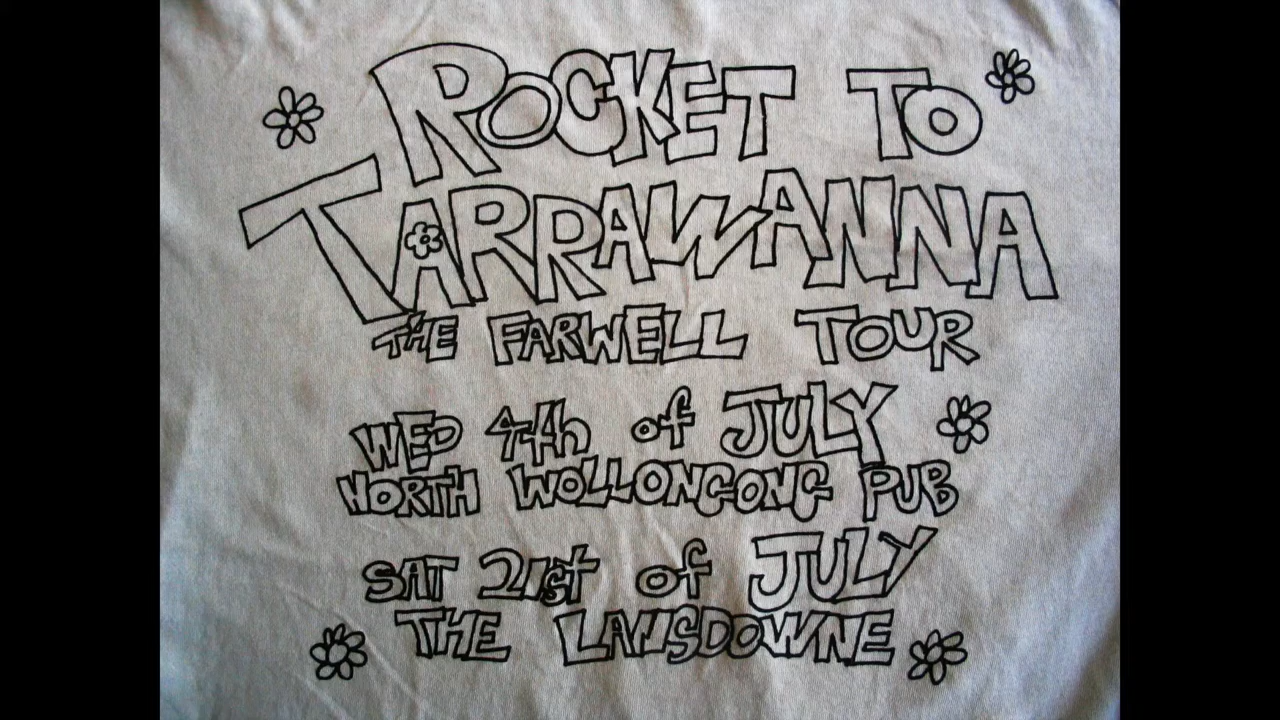 ROCKET TO
TARRAWANNA
THE FARWELL TOUR
WED 4th of JULY
NORTH WOLLONGONG PUB
SAT 21st of JULY
THE LANSDOWNE